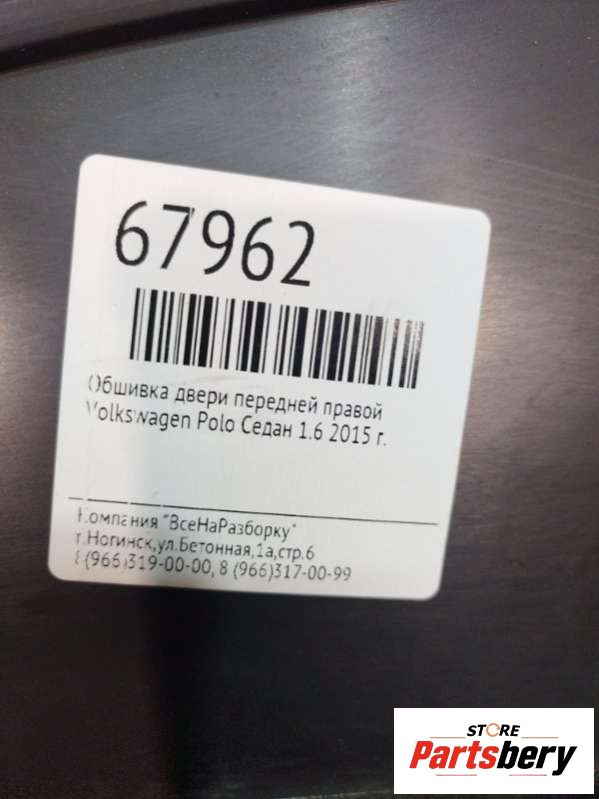 67962
Обшивка двери передней правой
Volkswagen Polo Седан 1.6 2015 г.
Компания "ВсеНаРазборку"
г.Ногинск,ул.Бетонная,1а,стр.6
8 (966)319-00-00, 8 (966)317-00-99
STORE
Partsbery